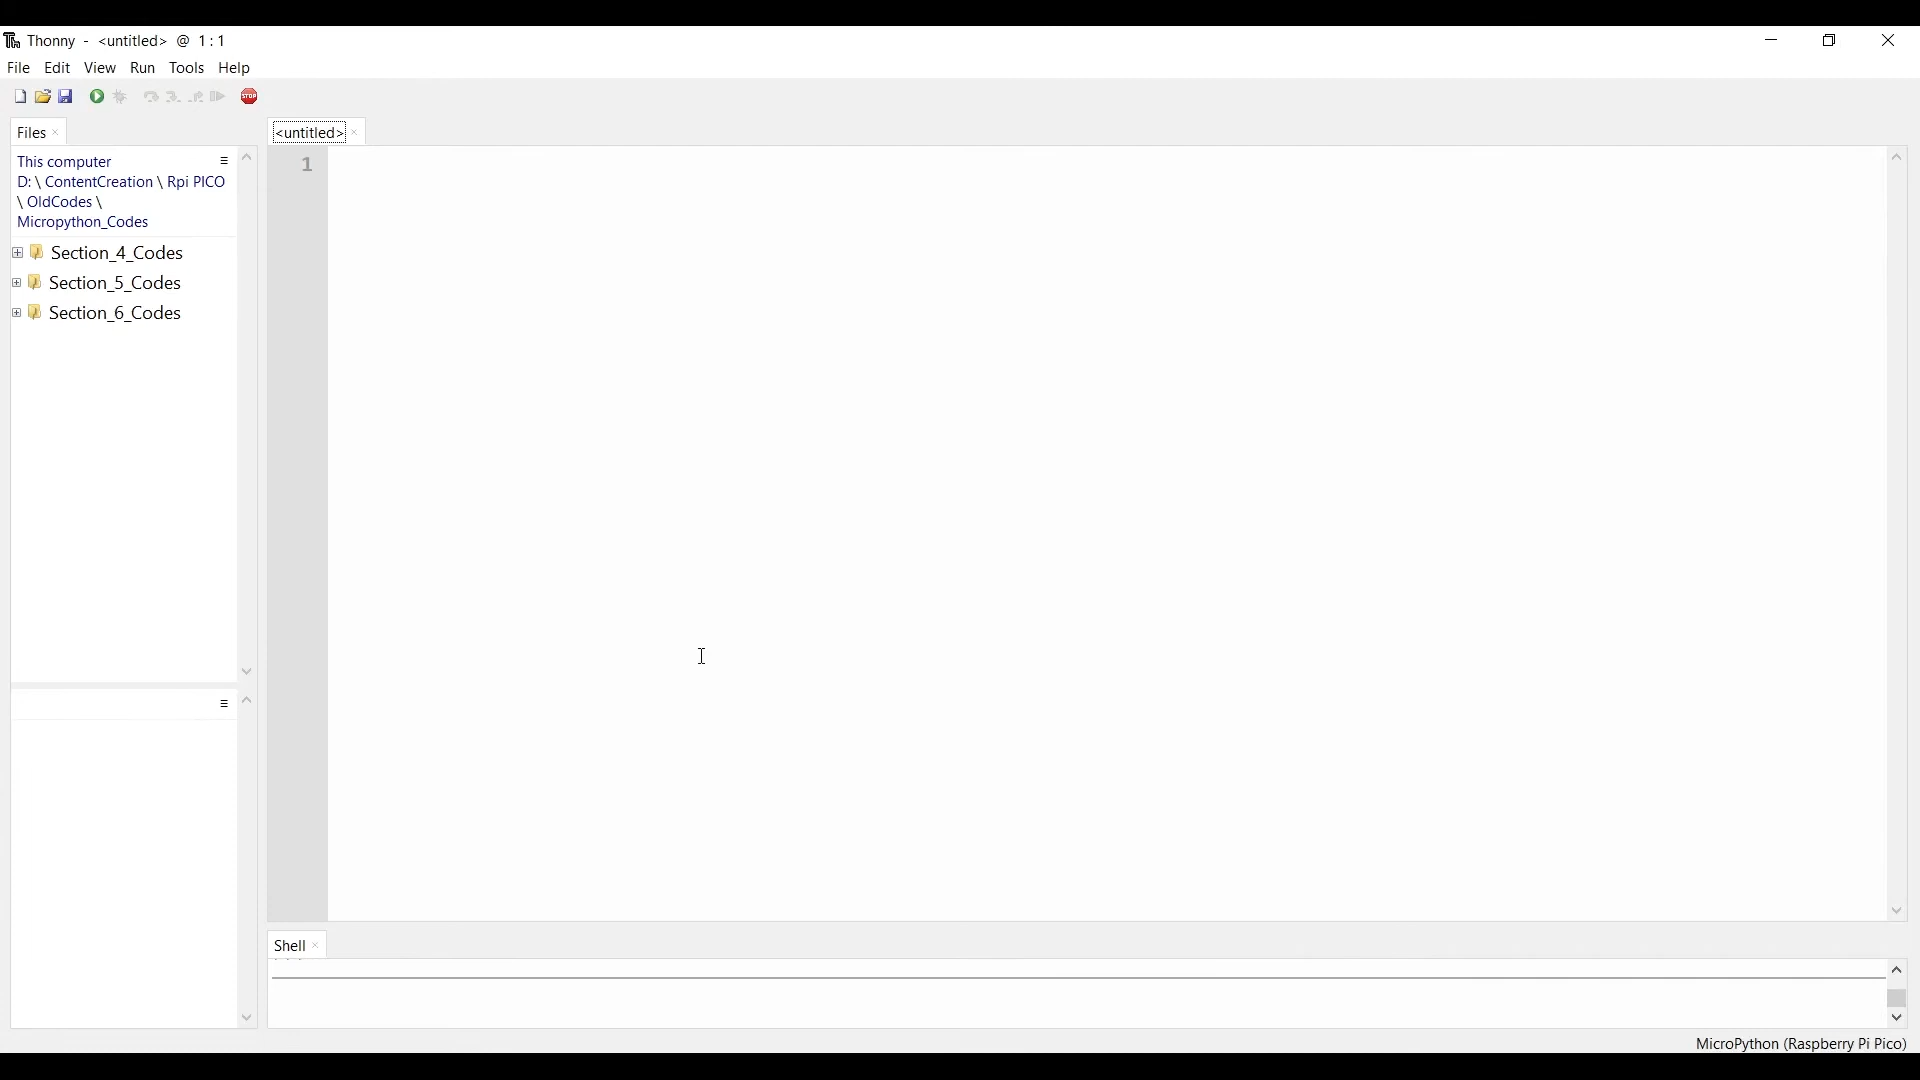 Thonny - <untitled> @ 1:1
File Edit View Run Tools Help
STOP
Files
<untitled>
This computer
D: \ ContentCreation \ Rpi PICO
\ OldCodes \
Micropython_Codes
Section_4_Codes
Section_5_Codes
Section_6_Codes
1
Shell
MicroPython (Raspberry Pi Pico)